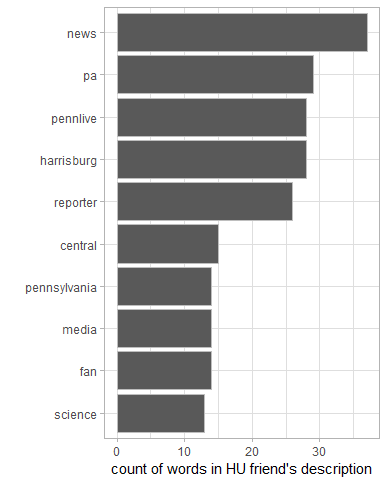 news
pa
pennlive
harrisburg
reporter
central
pennsylvania
media
fan
science
0 10 20 30
count of words in HU friend's description